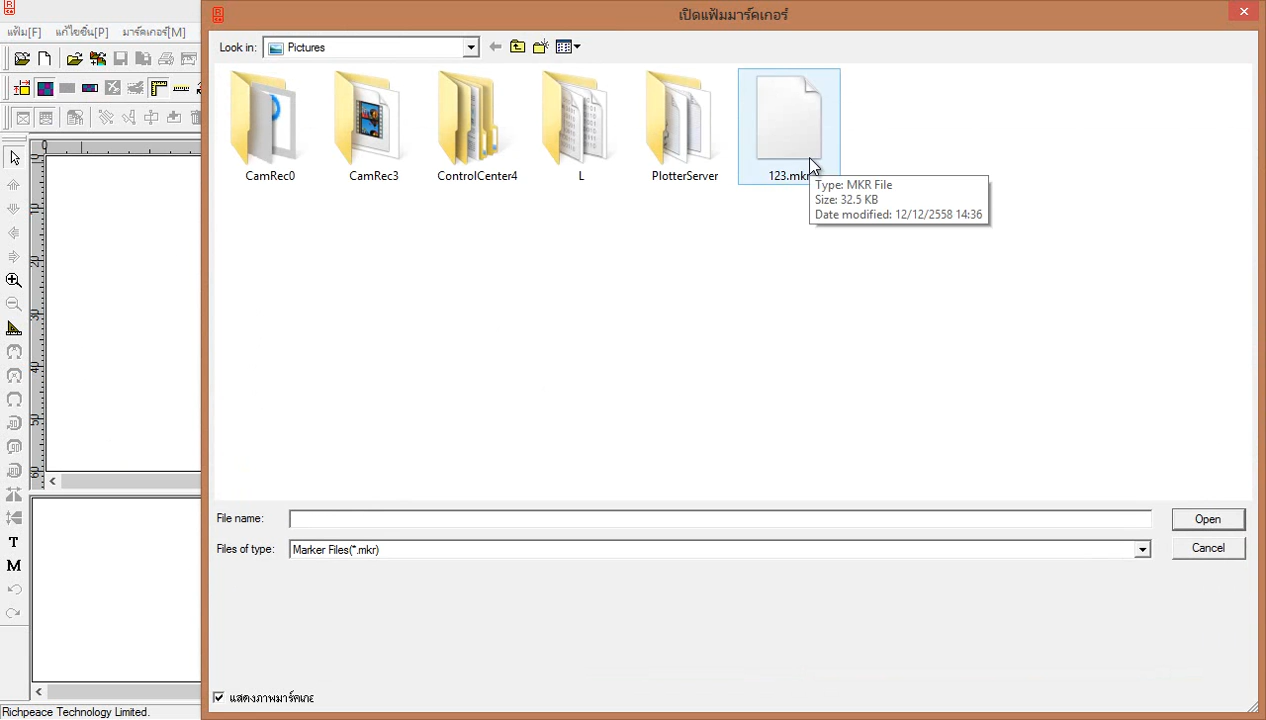 เปิดแฟ้มมาร์คเกอร์
แฟ้ม[F] แก้ไขชิ้น[P] มาร์คเกอร์[M]
Look in: Pictures
CamRec0 CamRec3 ControlCenter4 L PlotterServer 123.mkr
Type: MKR File
Size: 32.5 KB
Date modified: 12/12/2558 14:36
File name: Open
Files of type: Marker Files(*.mkr) Cancel
แสดงภาพมาร์คเกอ
Richpeace Technology Limited.